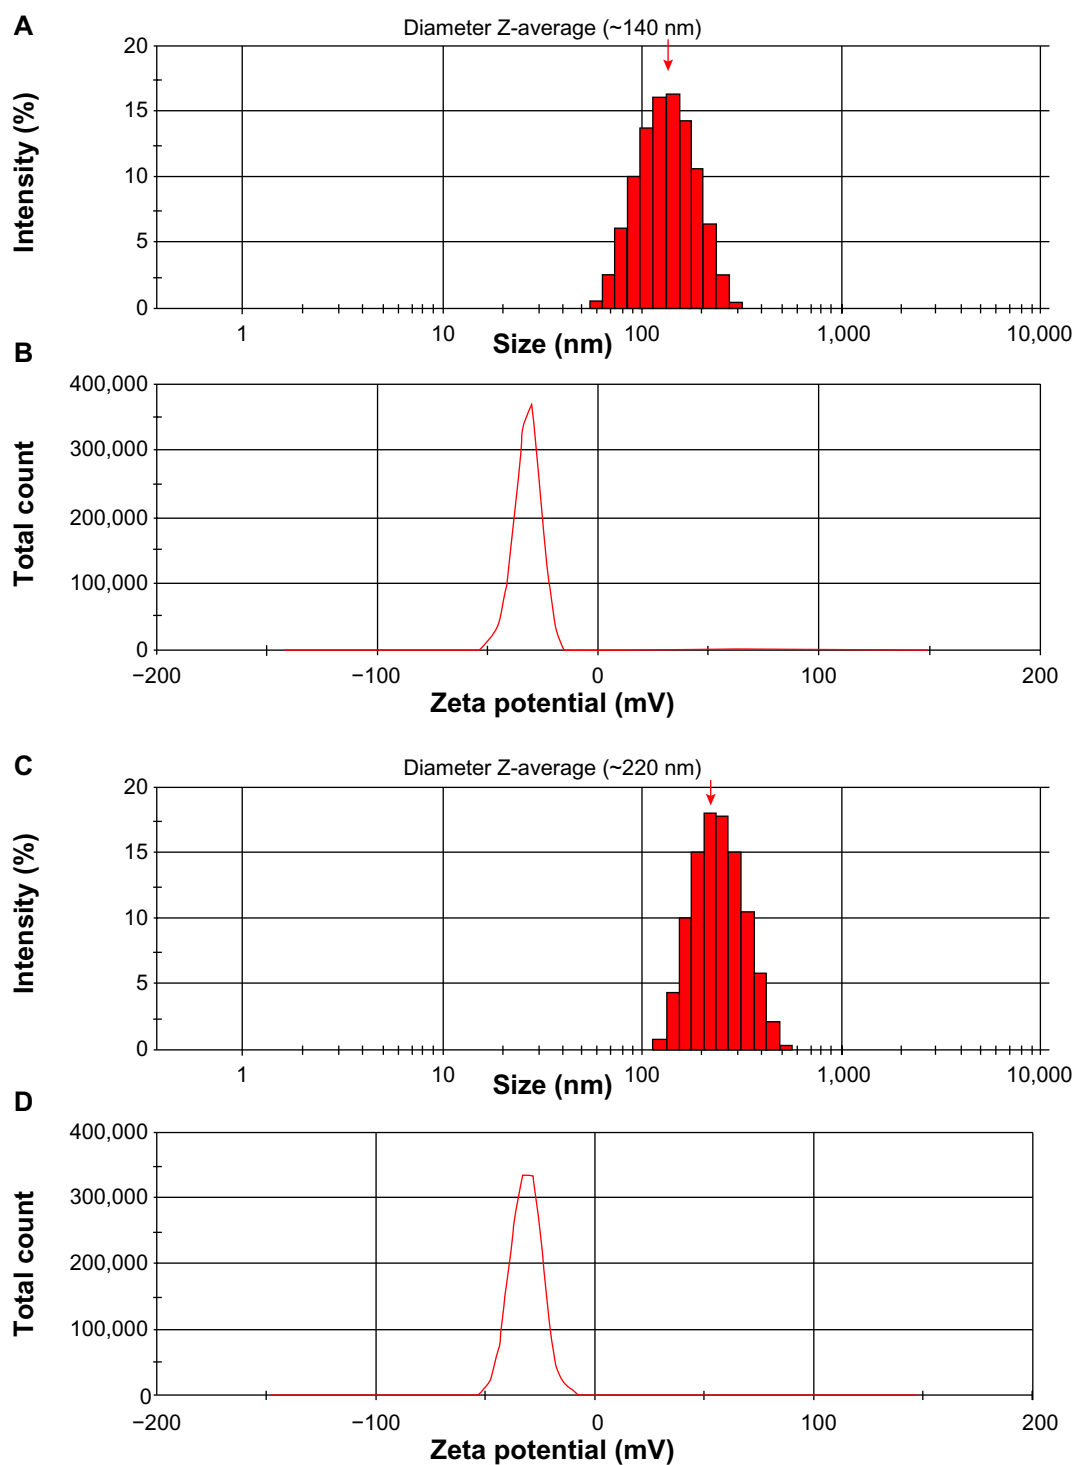 A
Diameter Z-average (~140 nm)
Intensity (%)
20
15
10
5
0
1 10 100 1,000 10,000
Size (nm)
B
Total count
400,000
300,000
200,000
100,000
0
−200 −100 0 100 200
Zeta potential (mV)
C
Diameter Z-average (~220 nm)
Intensity (%)
20
15
10
5
0
1 10 100 1,000 10,000
Size (nm)
D
Total count
400,000
300,000
200,000
100,000
0
−200 −100 0 100 200
Zeta potential (mV)